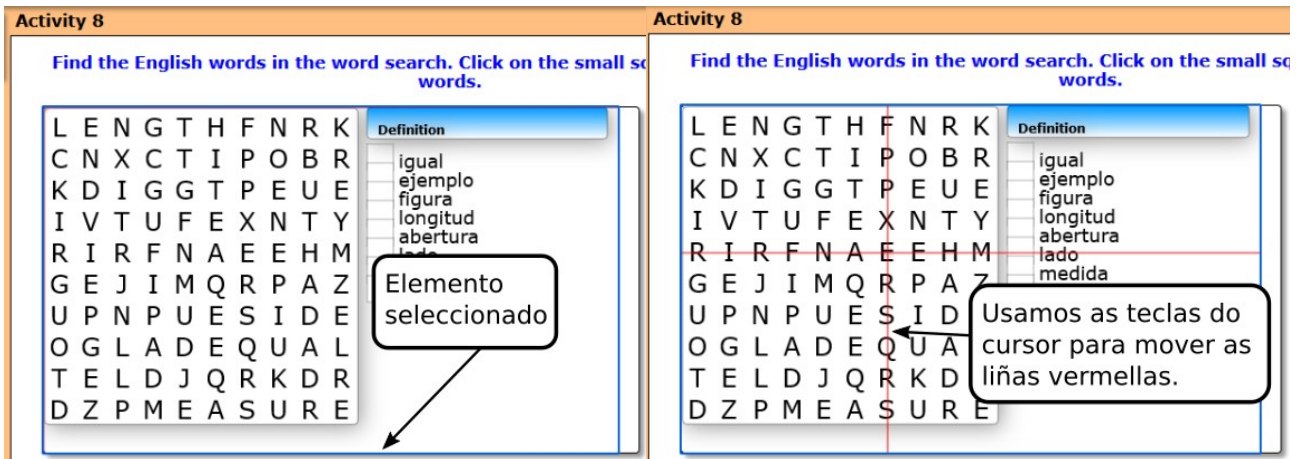 Activity 8
Find the English words in the word search. Click on the small
words.
L E N G T H F N R K
C N X C T I P O B R
K D I G G T P E U E
I V T U F E X N T Y
R I R F N A E E H M
G E J I M Q R P A Z
U P N P U E S I D E
O G L A D E Q U A L
T E L D J Q R K D R
D Z P M E A S U R E
Definition
igual
ejemplo
figura
longitud
abertura
Elemento
seleccionado
Activity 8
Find the English words in the word search. Click on the small
words.
L E N G T H F N R K
C N X C T I P O B R
K D I G G T P E U E
I V T U F E X N T Y
R I R F N A E E H M
G E J I M Q R P A Z
U P N P U E S I D
O G L A D E Q U A
T E L D J Q R K D
D Z P M E A S U R E
Definition
igual
ejemplo
figura
longitud
abertura
lado
medida
Usamos as teclas do
cursor para mover as
liñas vermellas.